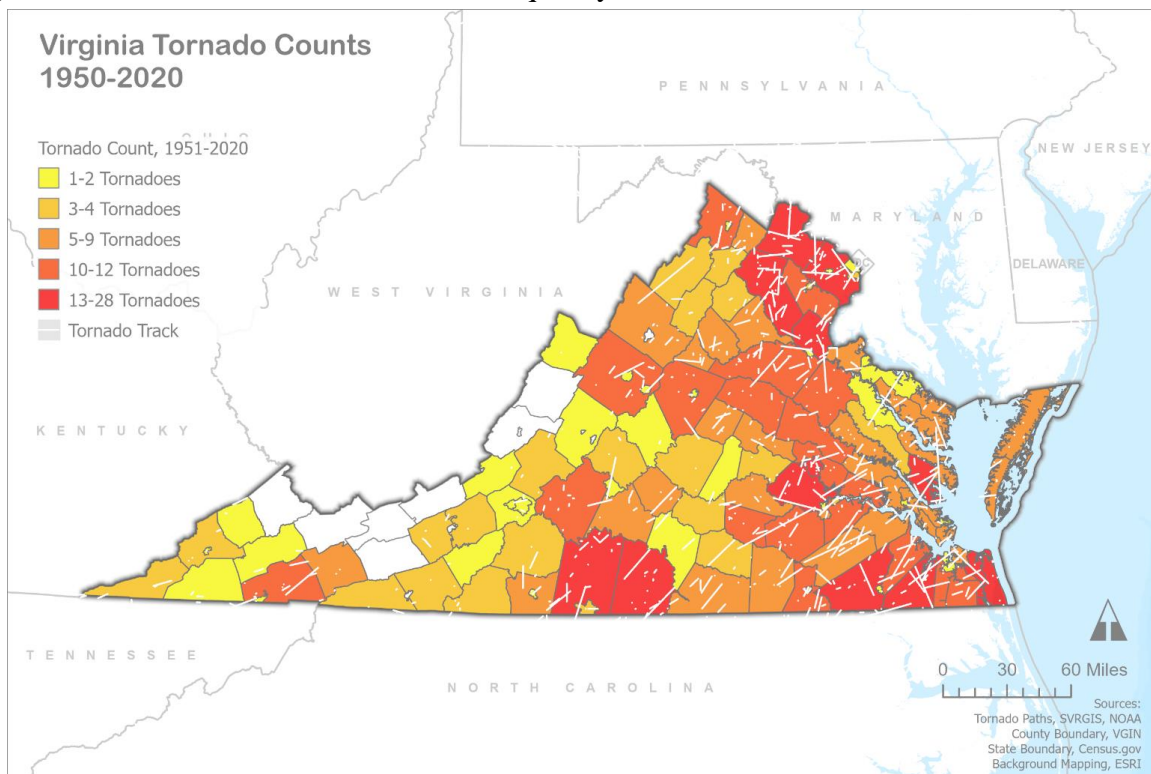 Virginia Tornado Counts
1950-2020
PENNSYLVANIA
Tornado Count, 1951-2020
NEW JERSEY
1-2 Tornadoes
3-4 Tornadoes
MARYLAND
5-9 Tornadoes
DC
DELAWARE
10-12 Tornadoes
WEST VIRGINIA
13-28 Tornadoes
Tornado Track
KENTUCKY
TENNESSEE
NORTH CAROLINA
0 30 60 Miles
Sources:
Tornado Paths, SVRGIS, NOAA
County Boundary, VGIN
State Boundary, Census.gov
Background Mapping, ESRI